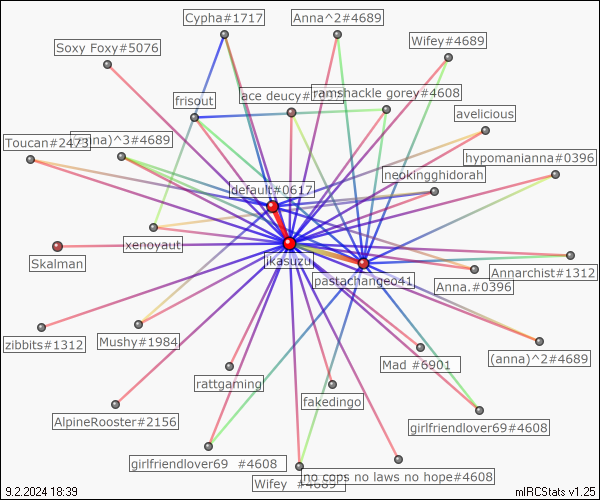 Cypha#1717
Anna^2#4689
Wifey#4689
Soxy Foxy#5076
ace deucy#
ramshackle gorey#4608
frisout
avelicious
Toucan#2473
nna)^3#4689
hypomanianna#0396
neokingghidorah
default#0617
xenoyaut
ikasuzu
Skalman
pastachangeo41
Annarchist#1312
Anna.#0396
zibbits#1312
Mushy#1984
(anna)^2#4689
Mad #6901
rattgaming
fakedingo
AlpineRooster#2156
girlfriendlover69#4608
girlfriendlover69 #4608
no cops no laws no hope#4608
Wifey #4689
9.2.2024 18:39
mIRCStats v1.25